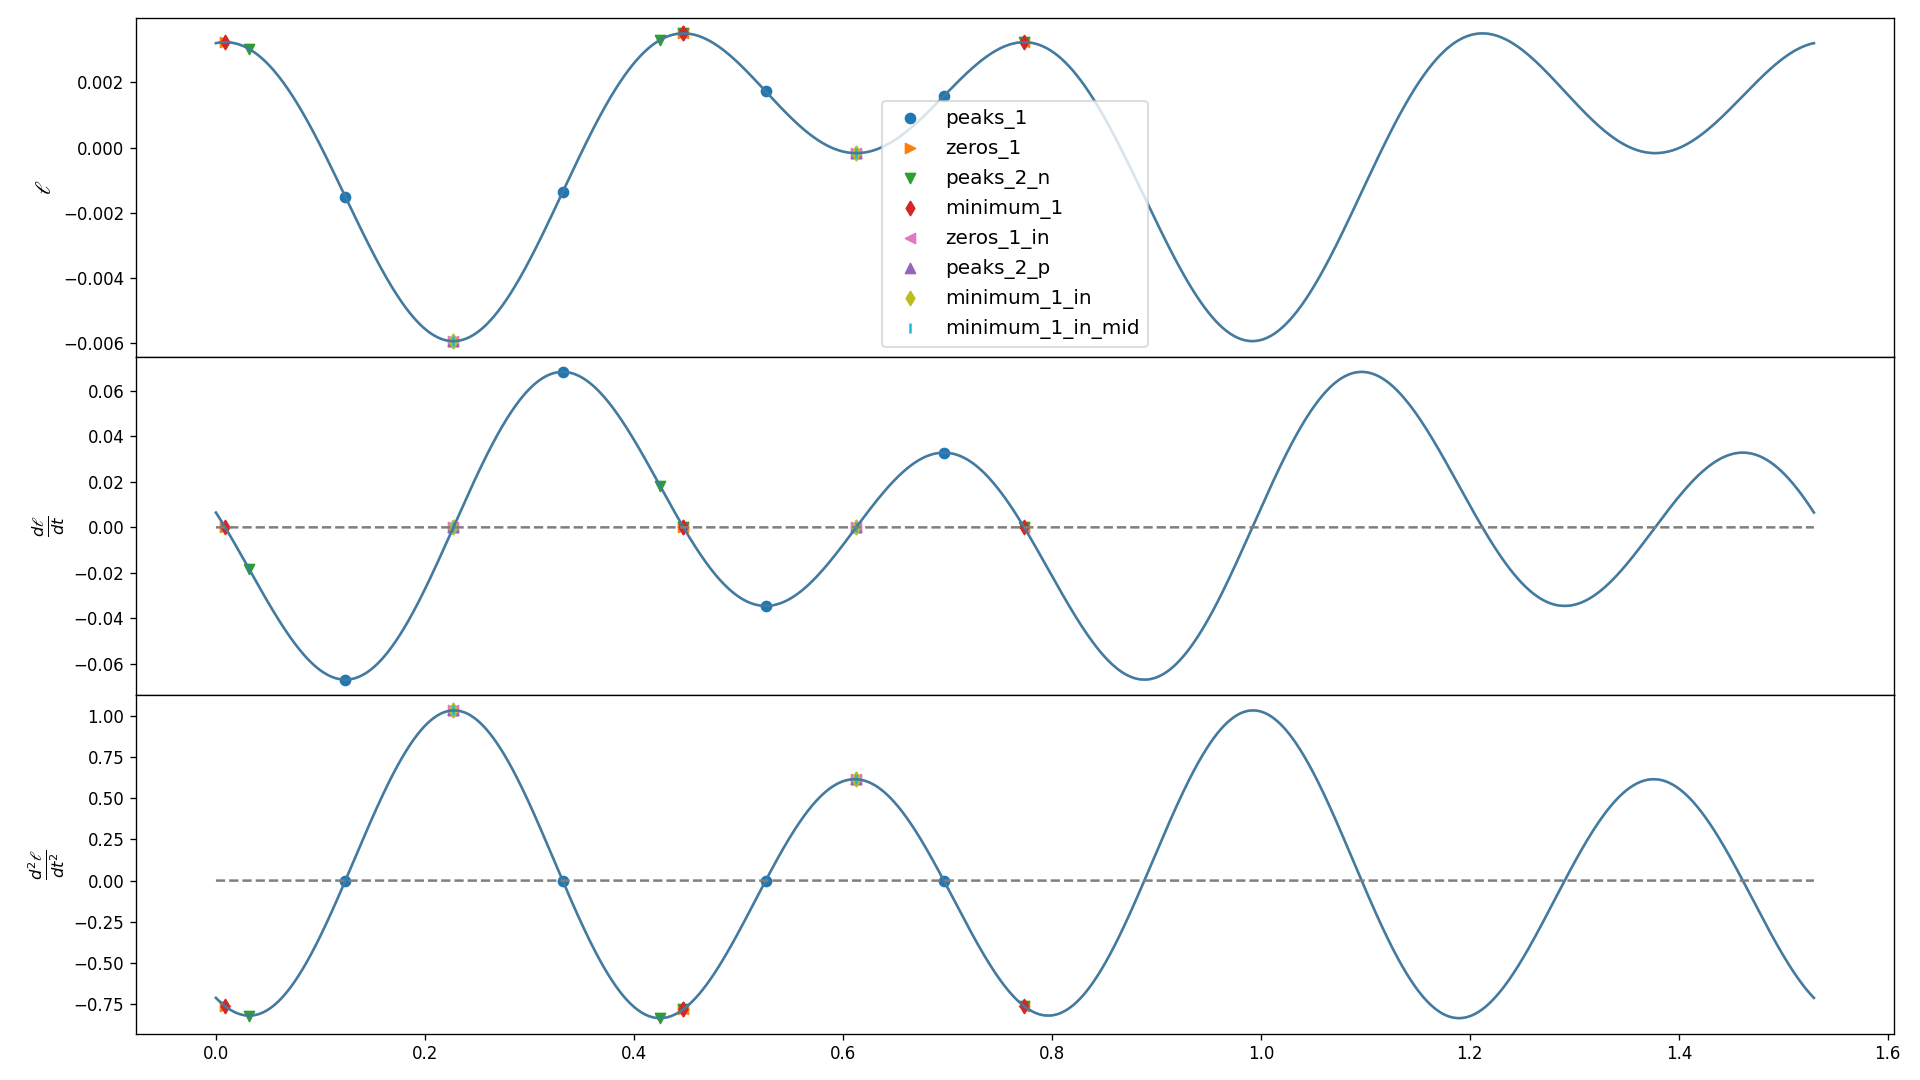 0.002
0.000
−0.002
−0.004
−0.006
ℓ
peaks_1
zeros_1
peaks_2_n
minimum_1
zeros_1_in
peaks_2_p
minimum_1_in
minimum_1_in_mid
0.06
0.04
0.02
0.00
−0.02
−0.04
−0.06
dℓ/dt
1.00
0.75
0.50
0.25
0.00
−0.25
−0.50
−0.75
d²ℓ/dt²
0.0 0.2 0.4 0.6 0.8 1.0 1.2 1.4 1.6